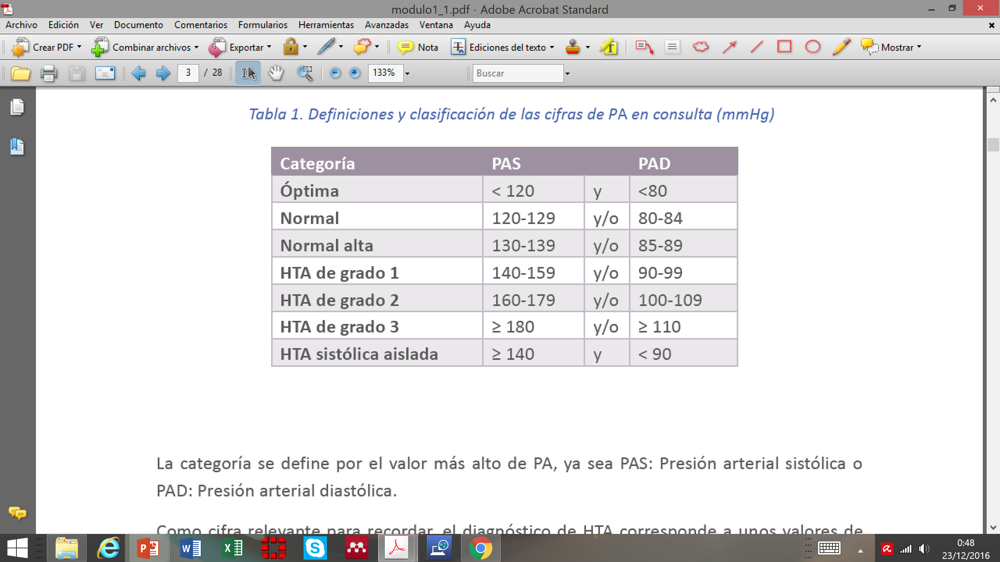 modulo1_1.pdf - Adobe Acrobat Standard
Archivo Edición Ver Documento Comentarios Formularios Herramientas Avanzadas Ventana Ayuda
Crear PDF Combinar archivos Exportar Nota Ediciones del texto Mostrar
3 / 28 133% Buscar
Tabla 1. Definiciones y clasificación de las cifras de PA en consulta (mmHg)
Categoría PAS PAD
Óptima < 120 y <80
Normal 120-129 y/o 80-84
Normal alta 130-139 y/o 85-89
HTA de grado 1 140-159 y/o 90-99
HTA de grado 2 160-179 y/o 100-109
HTA de grado 3 ≥ 180 y/o ≥ 110
HTA sistólica aislada ≥ 140 y < 90
La categoría se define por el valor más alto de PA, ya sea PAS: Presión arterial sistólica o
PAD: Presión arterial diastólica.
Como cifra relevante para recordar, el diagnóstico de HTA corresponde a unos valores de
0:48
23/12/2016